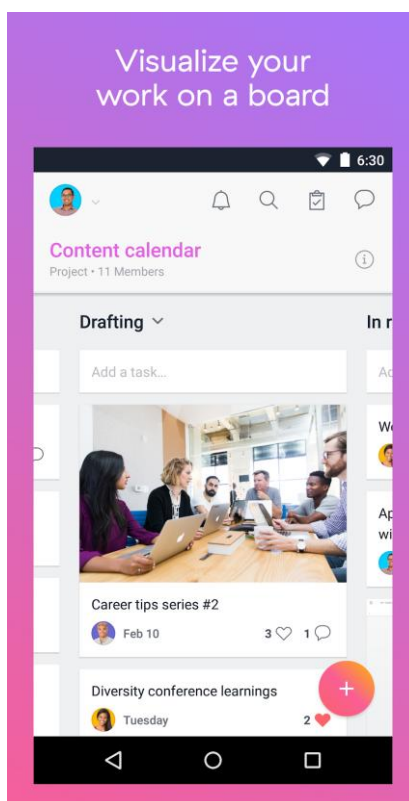 Visualize your
work on a board
6:30
Content calendar
Project • 11 Members
Drafting
In r
Add a task...
Ad
We
Career tips series #2
Feb 10
3
1
Ap
wi
Diversity conference learnings
Tuesday
2
+